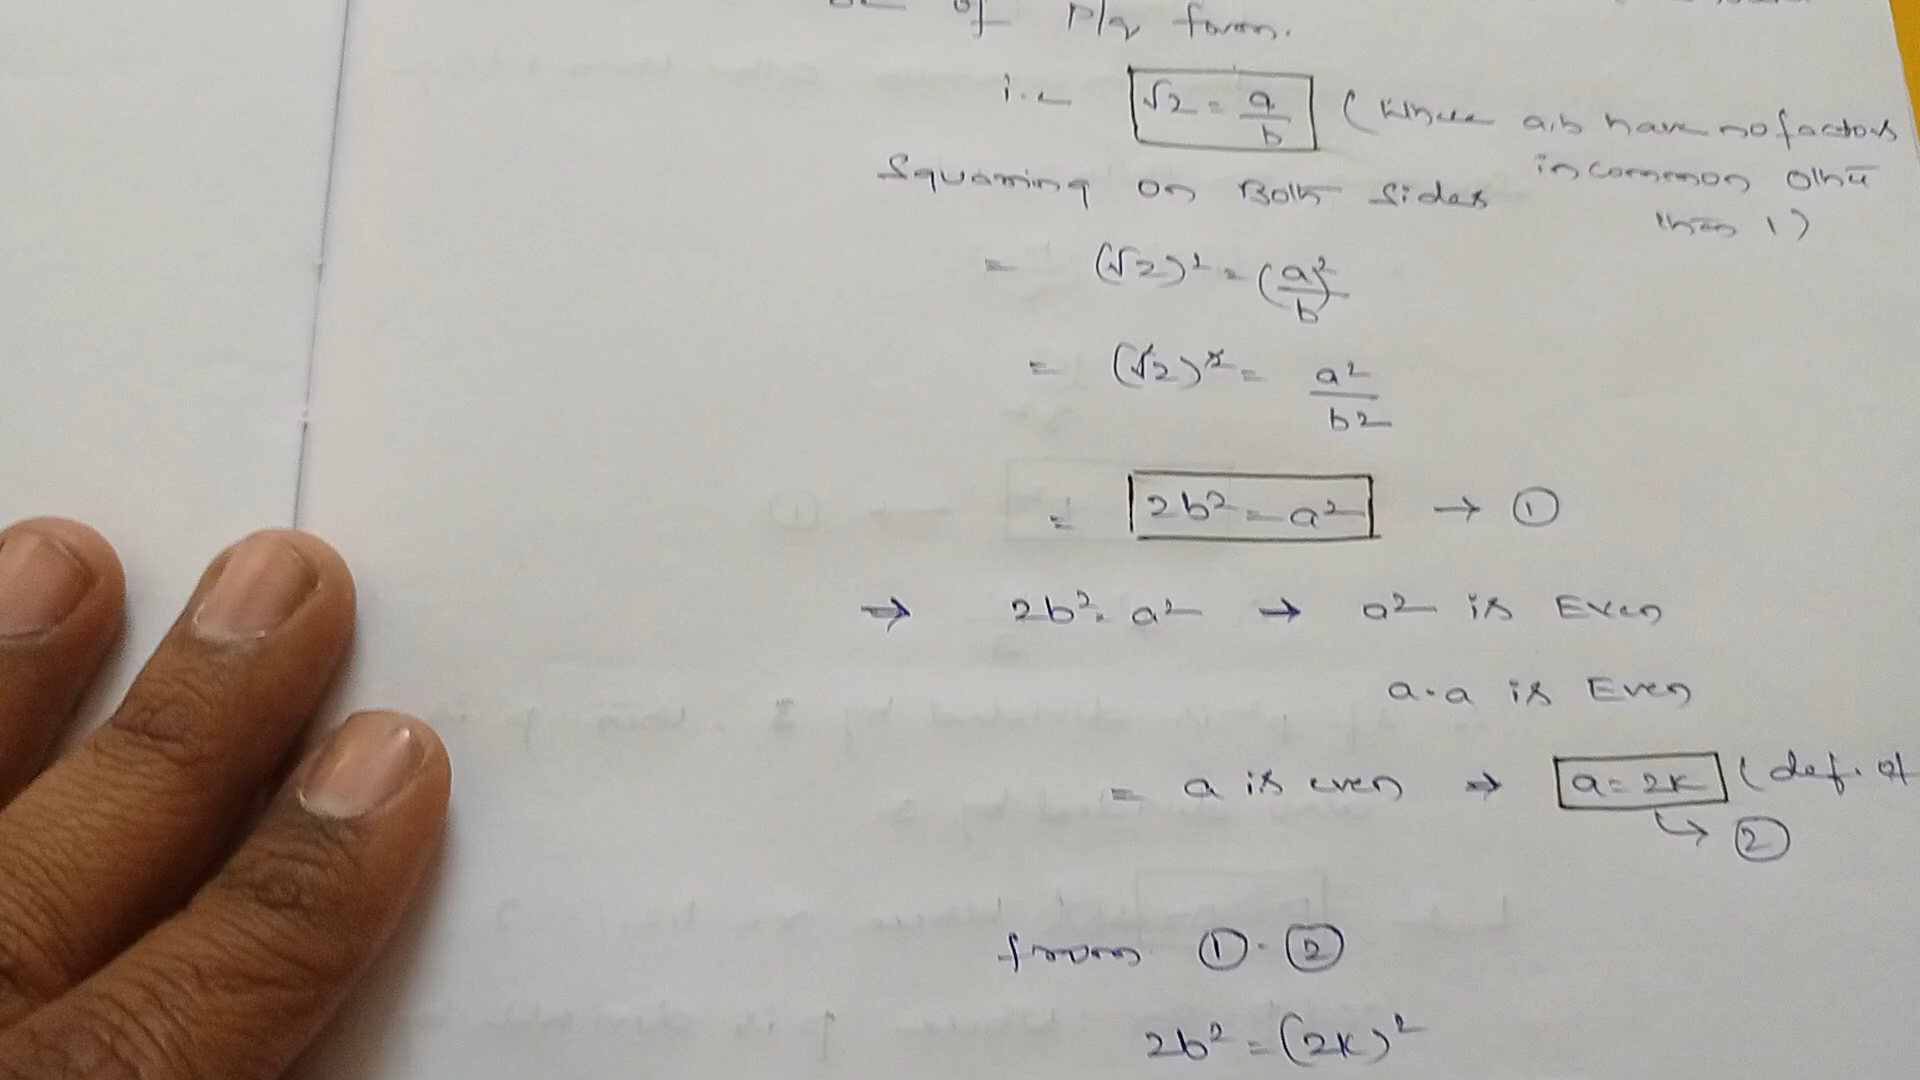 of P/q form.
i.e √2 = a/b (where a,b have no factors
in common other
than 1)
Squaring on Both Sides
= (√2)² = (a/b)²
= (√2)² = a²/b²
= 2b² = a² → ①
⇒ 2b² = a² → a² is Even
a.a is Even
= a is even ⇒ a = 2K (def. of
↳ ②
from ① - ②
2b² = (2K)²